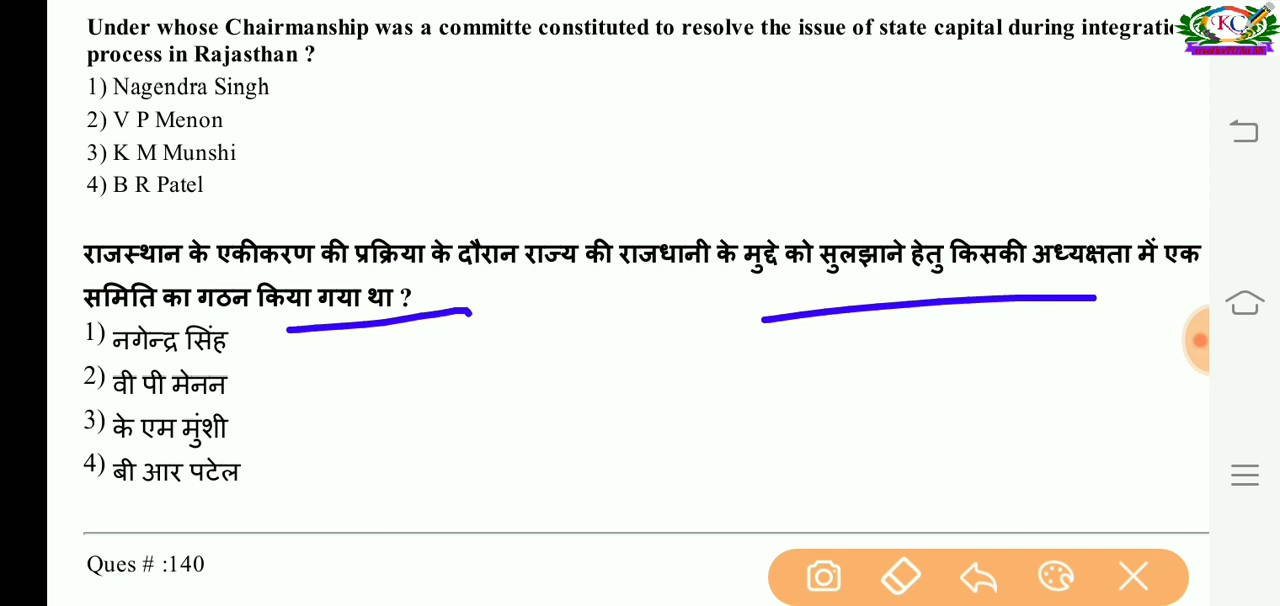 Under whose Chairmanship was a committe constituted to resolve the issue of state capital during
process in Rajasthan ?
1) Nagendra Singh
2) V P Menon
3) K M Munshi
4) B R Patel
राजस्थान के एकीकरण की प्रक्रिया के दौरान राज्य की राजधानी के मुद्दे को सुलझाने हेतु किसकी अध्यक्षता में एक
समिति का गठन किया गया था ?
1) नगेन्द्र सिंह
2) वी पी मेनन
3) के एम मुंशी
4) बी आर पटेल
Ques # :140
KC